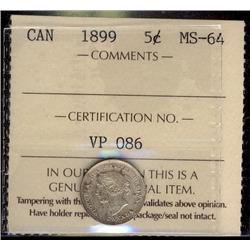 CAN 1899 5¢ MS-64
— COMMENTS —
— CERTIFICATION NO. —
VP 086
IN OU N THIS IS A
GENU AL ITEM.
Tampering with th validates above opinion.
Have holder rep package/seal not intact.